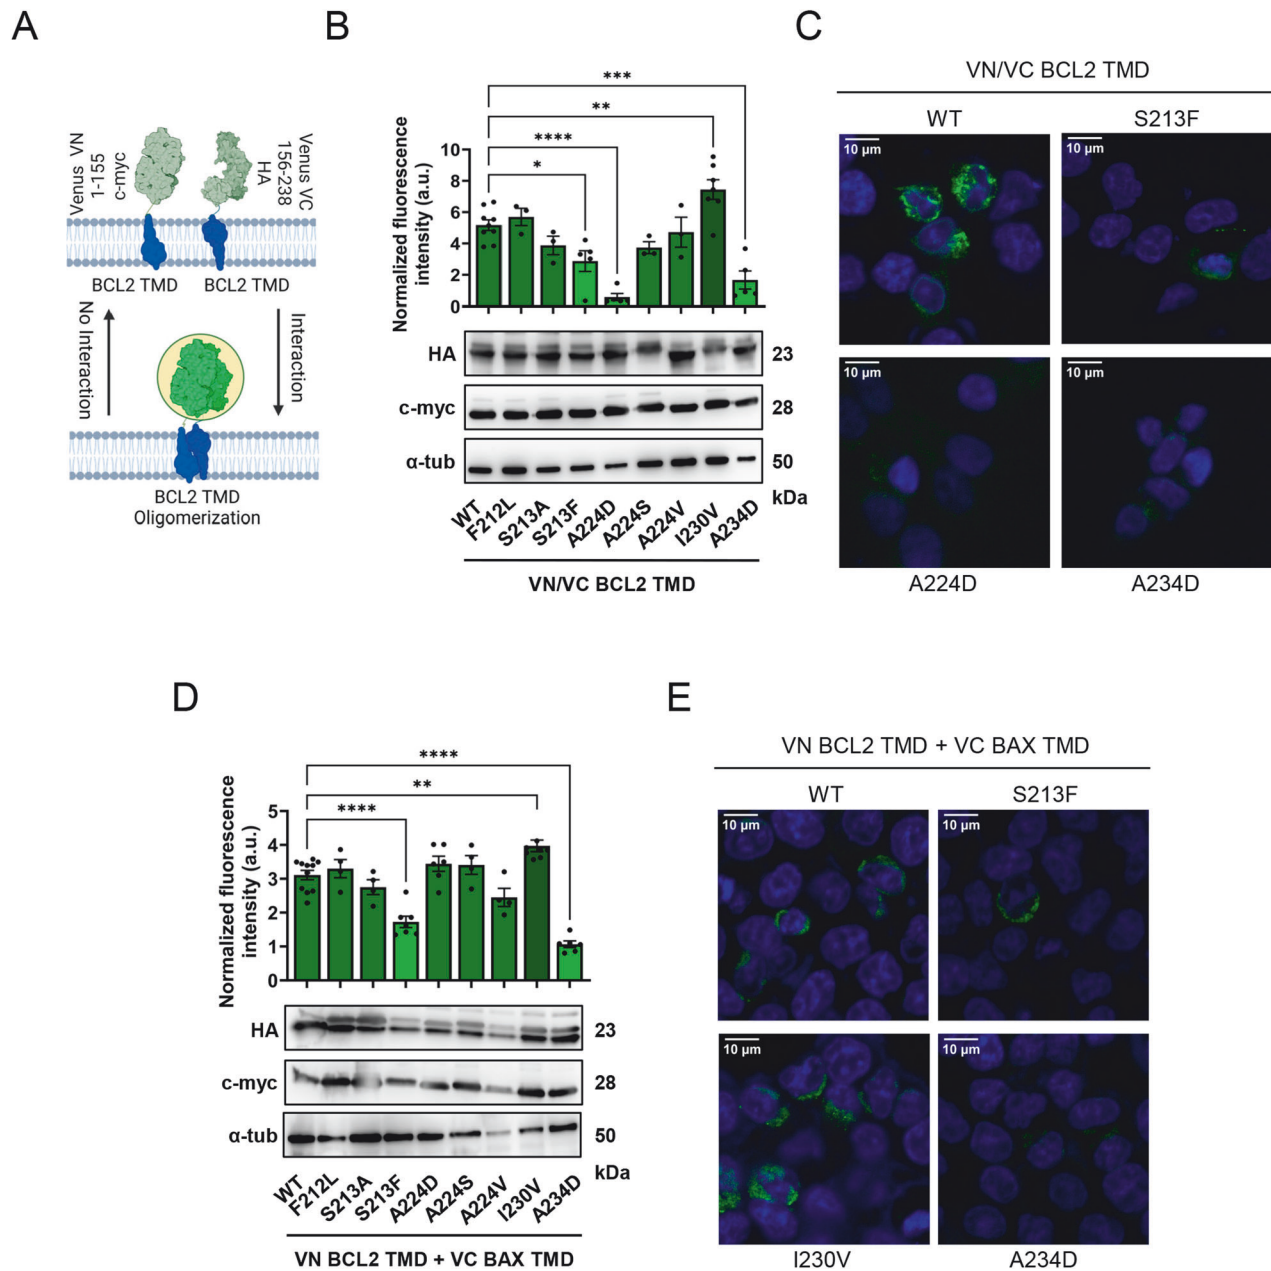 A
Venus VN
1-155
c-myc
Venus VC
156-238
HA
BCL2 TMD
BCL2 TMD
No Interaction
Interaction
BCL2 TMD
Oligomerization
B
Normalized fluorescence
intensity (a.u.)
10
8
6
4
2
0
***
**
****
*
HA
23
c-myc
28
α-tub
50
kDa
WT
F212L
S213A
S213F
A224D
A224S
A224V
I230V
A234D
VN/VC BCL2 TMD
C
VN/VC BCL2 TMD
WT
S213F
10 µm
10 µm
10 µm
10 µm
A224D
A234D
D
Normalized fluorescence
intensity (a.u.)
5
4
3
2
1
0
****
**
****
HA
23
c-myc
28
α-tub
50
kDa
WT
F212L
S213A
S213F
A224D
A224S
A224V
I230V
A234D
VN BCL2 TMD + VC BAX TMD
E
VN BCL2 TMD + VC BAX TMD
WT
S213F
10 µm
10 µm
10 µm
10 µm
I230V
A234D